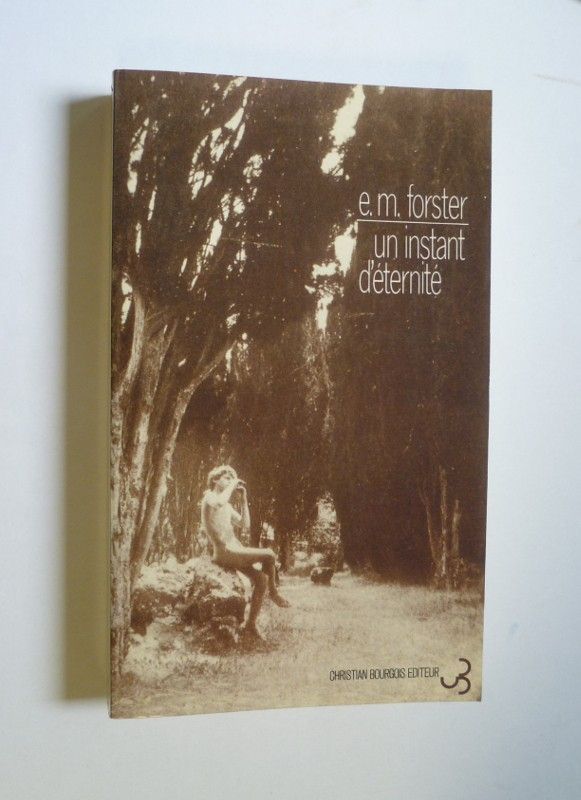 e. m. forster
un instant
d'éternité
CHRISTIAN BOURGOIS EDITEUR